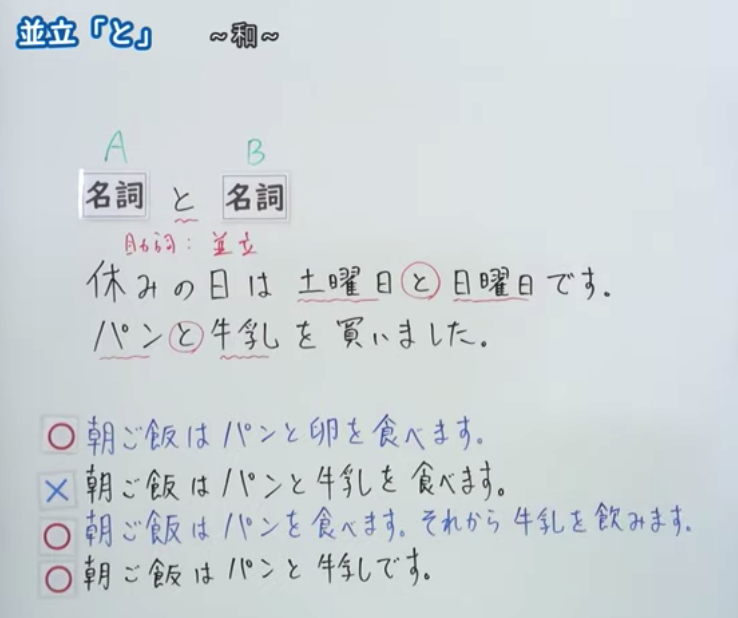 並立「と」 ~和~
A B
名詞 と 名詞
助詞：並立
休みの日は土曜日と日曜日です。
パンと牛乳を買いました。
○ 朝ご飯はパンと卵を食べます。
× 朝ご飯はパンと牛乳を食べます。
○ 朝ご飯はパンを食べます。それから牛乳を飲みます。
○ 朝ご飯はパンと牛乳です。